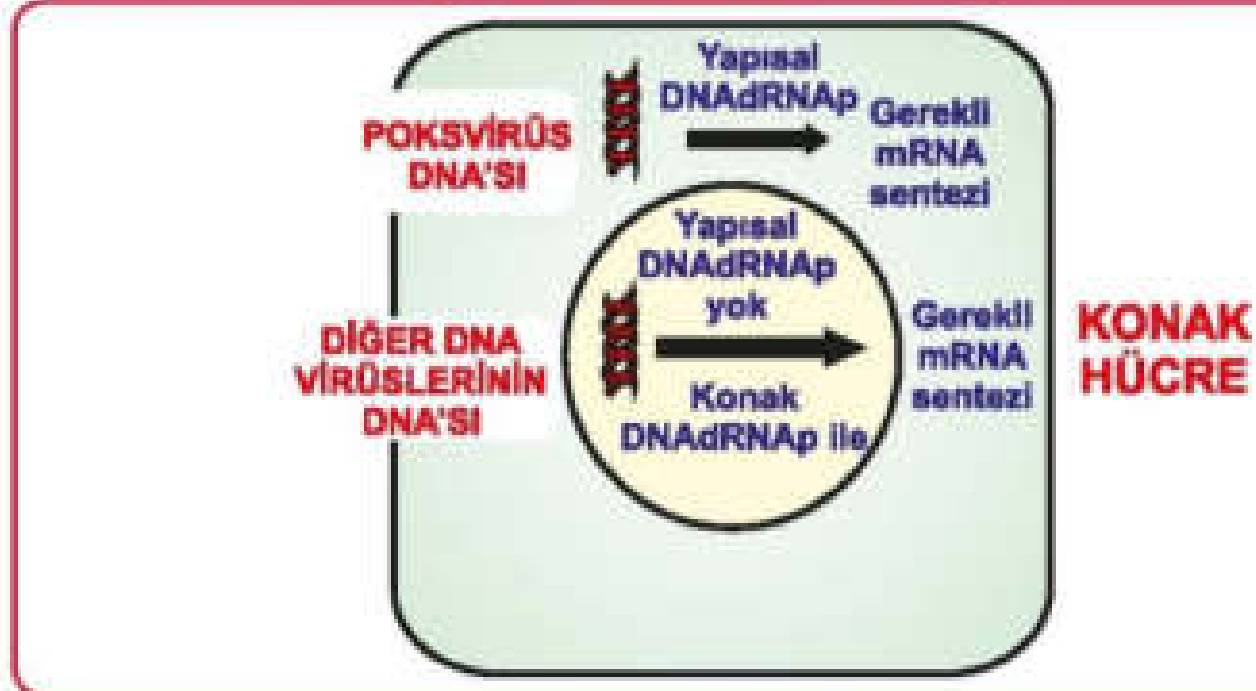 Yapısal
DNAdRNAp
POKSVİRÜS
DNA'SI
Gerekli
mRNA
sentezi
Yapısal
DNAdRNAp
yok
DİĞER DNA
VİRÜSLERİNİN
DNA'SI
Konak
DNAdRNAp ile
Gerekli
mRNA
sentezi
KONAK
HÜCRE